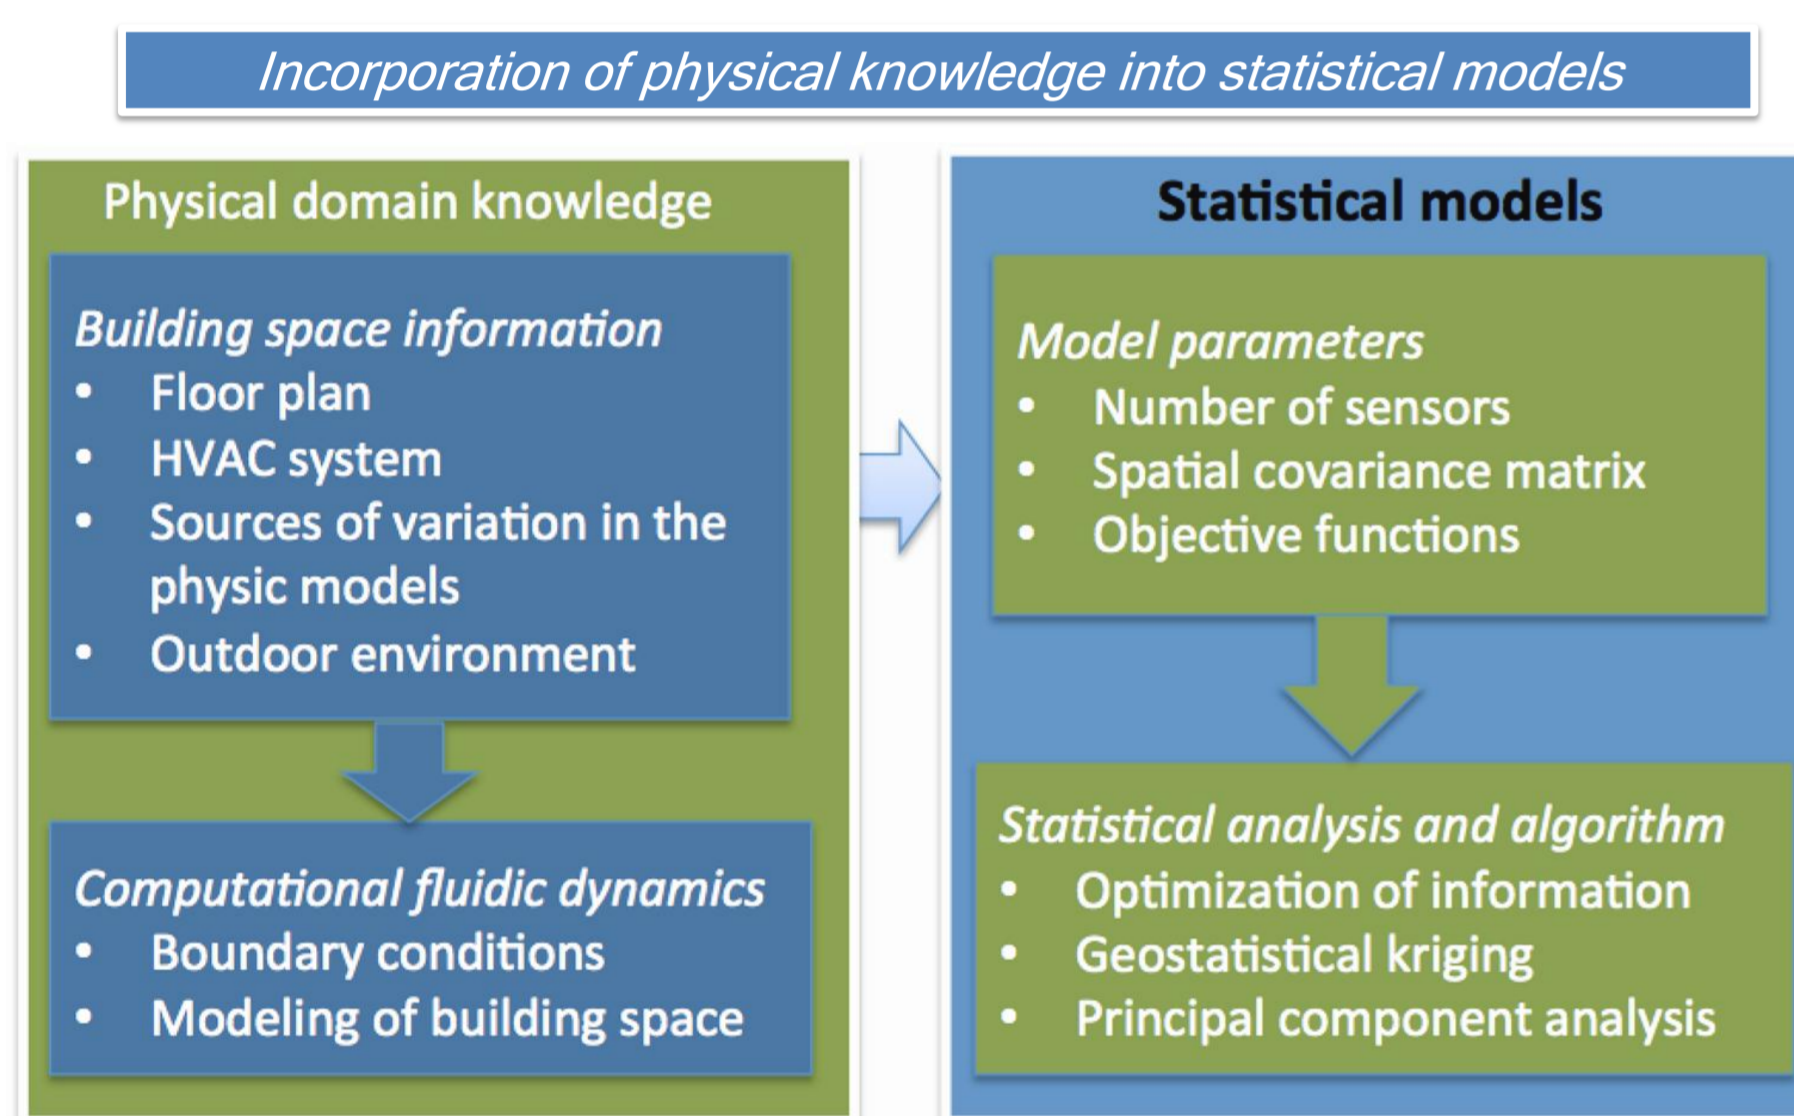 Incorporation of physical knowledge into statistical models
Physical domain knowledge
Building space information
• Floor plan
• HVAC system
• Sources of variation in the
physic models
• Outdoor environment
Computational fluidic dynamics
• Boundary conditions
• Modeling of building space
Statistical models
Model parameters
• Number of sensors
• Spatial covariance matrix
• Objective functions
Statistical analysis and algorithm
• Optimization of information
• Geostatistical kriging
• Principal component analysis